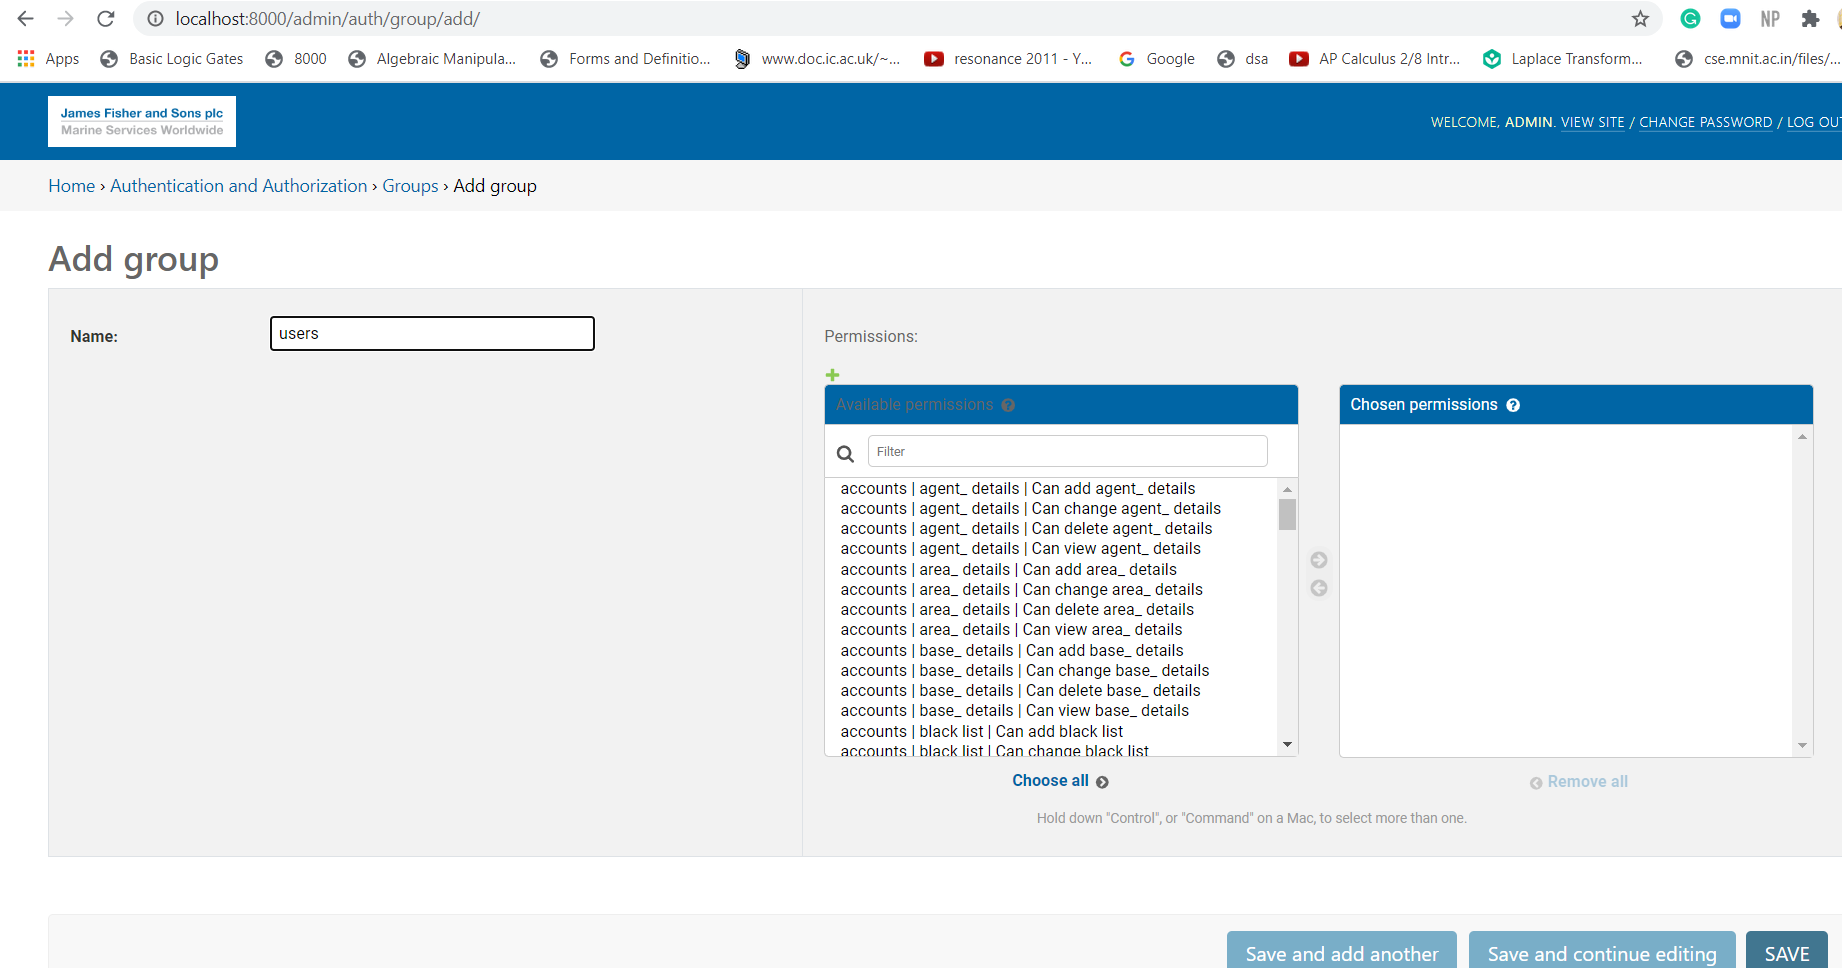 localhost:8000/admin/auth/group/add/
NP
Apps Basic Logic Gates 8000 Algebraic Manipula... Forms and Definitio... www.doc.ic.ac.uk/~... resonance 2011 - Y... Google dsa AP Calculus 2/8 Intr... Laplace Transform... cse.mnit.ac.in/files/...
James Fisher and Sons plc
Marine Services Worldwide
WELCOME, ADMIN. VIEW SITE / CHANGE PASSWORD / LOG OUT
Home › Authentication and Authorization › Groups › Add group
Add group
Name: users
Permissions:
Available permissions
Filter
accounts | agent_ details | Can add agent_ details
accounts | agent_ details | Can change agent_ details
accounts | agent_ details | Can delete agent_ details
accounts | agent_ details | Can view agent_ details
accounts | area_ details | Can add area_ details
accounts | area_ details | Can change area_ details
accounts | area_ details | Can delete area_ details
accounts | area_ details | Can view area_ details
accounts | base_ details | Can add base_ details
accounts | base_ details | Can change base_ details
accounts | base_ details | Can delete base_ details
accounts | base_ details | Can view base_ details
accounts | black list | Can add black list
accounts | black list | Can change black list
Choose all
Chosen permissions
Remove all
Hold down "Control", or "Command" on a Mac, to select more than one.
Save and add another
Save and continue editing
SAVE